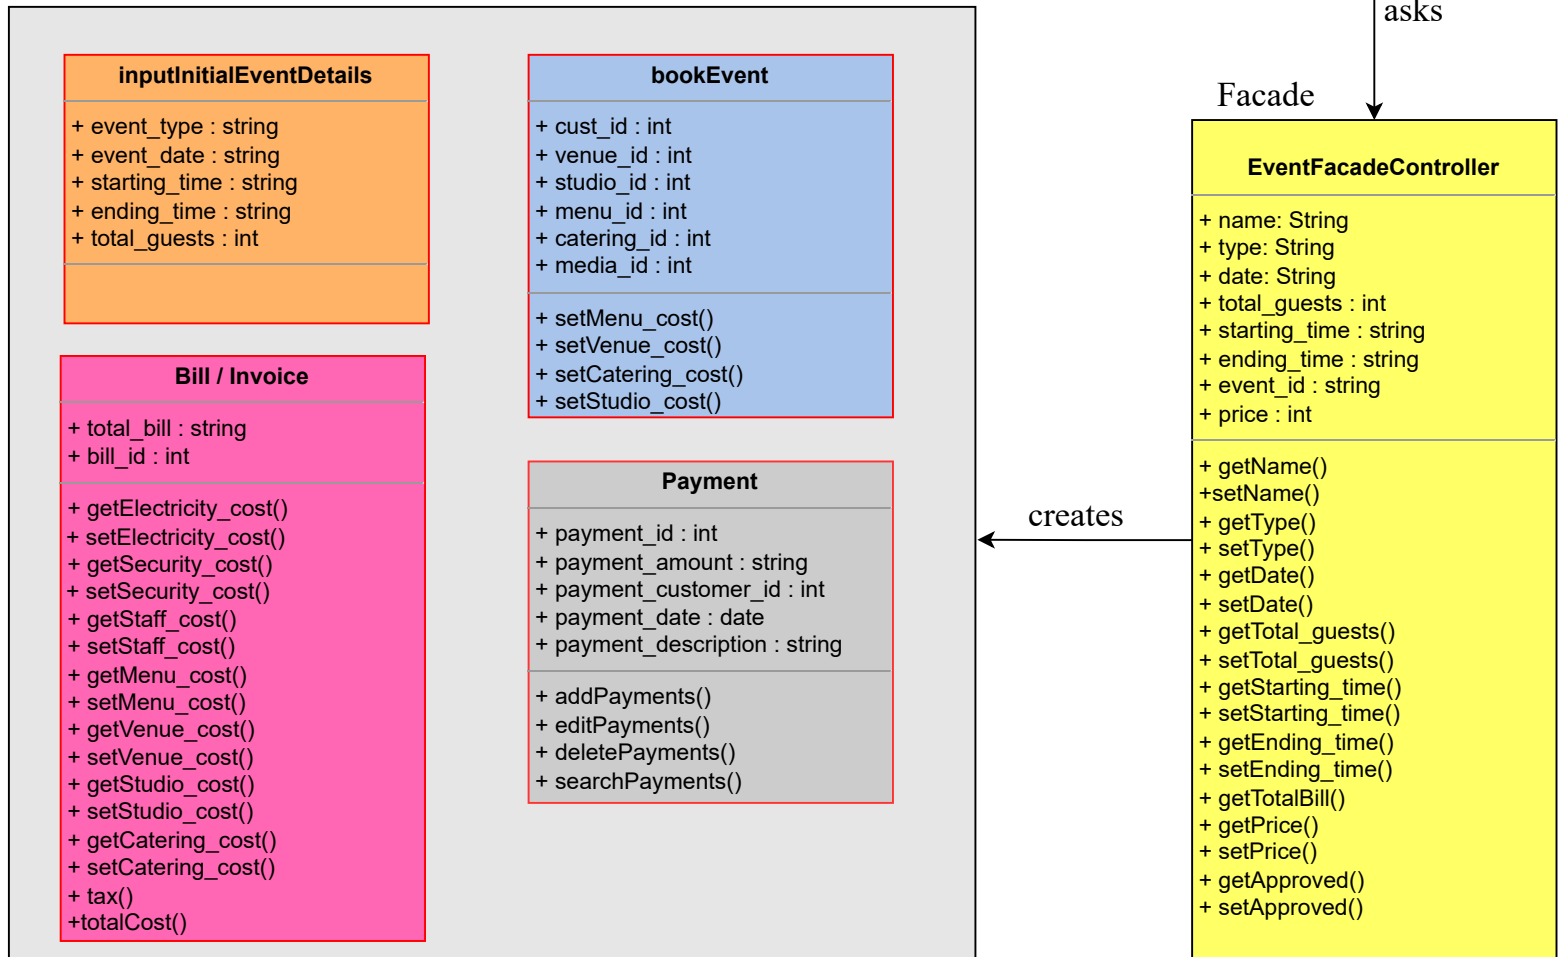 asks
inputInitialEventDetails
+ event_type : string
+ event_date : string
+ starting_time : string
+ ending_time : string
+ total_guests : int
bookEvent
+ cust_id : int
+ venue_id : int
+ studio_id : int
+ menu_id : int
+ catering_id : int
+ media_id : int
+ setMenu_cost()
+ setVenue_cost()
+ setCatering_cost()
+ setStudio_cost()
Bill / Invoice
+ total_bill : string
+ bill_id : int
+ getElectricity_cost()
+ setElectricity_cost()
+ getSecurity_cost()
+ setSecurity_cost()
+ getStaff_cost()
+ setStaff_cost()
+ getMenu_cost()
+ setMenu_cost()
+ getVenue_cost()
+ setVenue_cost()
+ getStudio_cost()
+ setStudio_cost()
+ getCatering_cost()
+ setCatering_cost()
+ tax()
+totalCost()
Payment
+ payment_id : int
+ payment_amount : string
+ payment_customer_id : int
+ payment_date : date
+ payment_description : string
+ addPayments()
+ editPayments()
+ deletePayments()
+ searchPayments()
creates
Facade
EventFacadeController
+ name: String
+ type: String
+ date: String
+ total_guests : int
+ starting_time : string
+ ending_time : string
+ event_id : string
+ price : int
+ getName()
+setName()
+ getType()
+ setType()
+ getDate()
+ setDate()
+ getTotal_guests()
+ setTotal_guests()
+ getStarting_time()
+ setStarting_time()
+ getEnding_time()
+ setEnding_time()
+ getTotalBill()
+ getPrice()
+ setPrice()
+ getApproved()
+ setApproved()